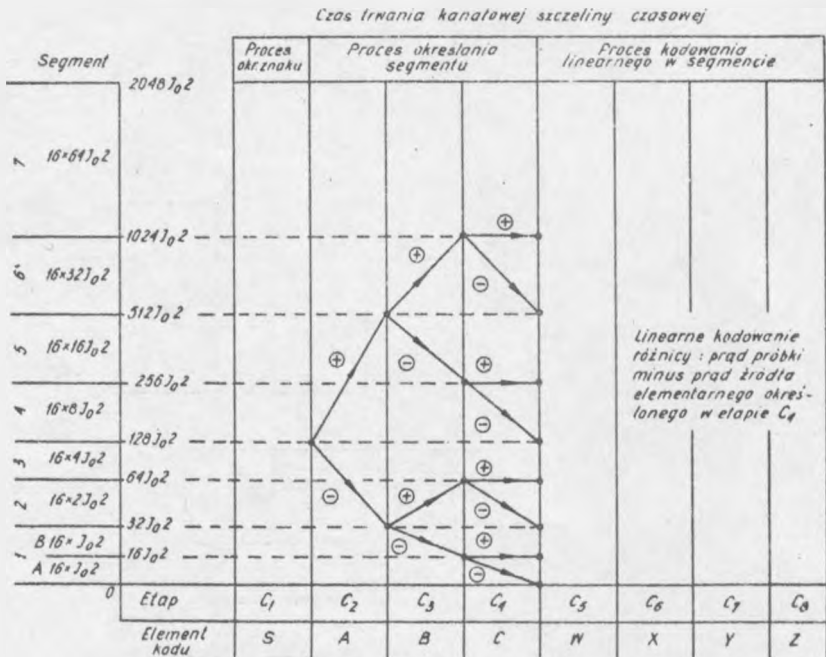 Czas trwania kanałowej szczeliny czasowej
Segment
Proces okr.znaku
Proces określania segmentu
Proces kodowania linearnego w segmencie
2048J₀2
7 16×64J₀2
⊕
1024J₀2
⊕
⊖
6 16×32J₀2
512J₀2
5 16×16J₀2
⊕
⊖
⊕
256J₀2
Linearne kodowanie
różnicy : prąd próbki
minus prąd źródła
elementarnego okreś-
lonego w etapie C₄
4 16×8J₀2
⊖
128J₀2
3 16×4J₀2
⊕
64J₀2
2 16×2J₀2
⊖
⊕
⊖
32J₀2
1
B 16× J₀2
⊖
⊕
16J₀2
A 16× J₀2
⊖
0
Etap C₁ C₂ C₃ C₄ C₅ C₆ C₇ C₈
Element kodu S A B C W X Y Z